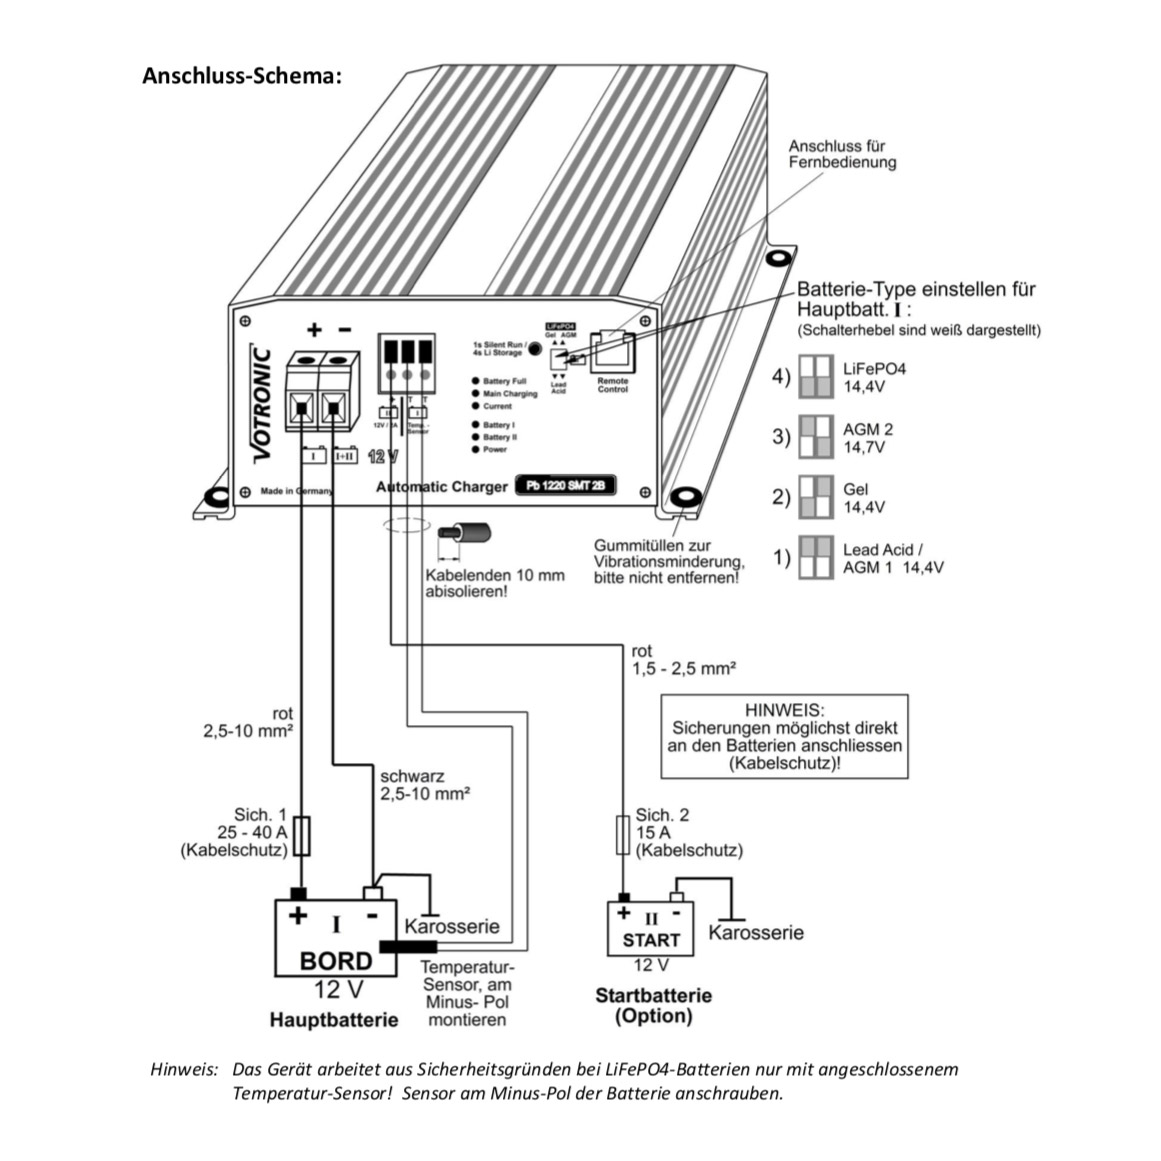 Anschluss-Schema:
Anschluss für
Fernbedienung
Batterie-Type einstellen für
Hauptbatt. I :
(Schalterhebel sind weiß dargestellt)
4) LiFePO4
14,4V
3) AGM 2
14,7V
2) Gel
14,4V
1) Lead Acid /
AGM 1 14,4V
VOTRONIC
+ -
LiFePO4
Gel AGM
1s Silent Run /
4s Li Storage
Lead
Acid
Remote
Control
Battery Full
Main Charging
Current
Battery I
Battery II
Power
+ T T
II I
12V / 2A Temp.-
Sensor
I I+II 12 V
Made in Germany
Automatic Charger Pb 1220 SMT 2B
Kabelenden 10 mm
abisolieren!
Gummitüllen zur
Vibrationsminderung,
bitte nicht entfernen!
rot
1,5 - 2,5 mm²
rot
2,5-10 mm²
HINWEIS:
Sicherungen möglichst direkt
an den Batterien anschliessen
(Kabelschutz)!
schwarz
2,5-10 mm²
Sich. 1
25 - 40 A
(Kabelschutz)
Sich. 2
15 A
(Kabelschutz)
+ I -
BORD
12 V
Hauptbatterie
Karosserie
Temperatur-
Sensor, am
Minus- Pol
montieren
+ II -
START
12 V
Startbatterie
(Option)
Karosserie
Hinweis: Das Gerät arbeitet aus Sicherheitsgründen bei LiFePO4-Batterien nur mit angeschlossenem
Temperatur-Sensor! Sensor am Minus-Pol der Batterie anschrauben.